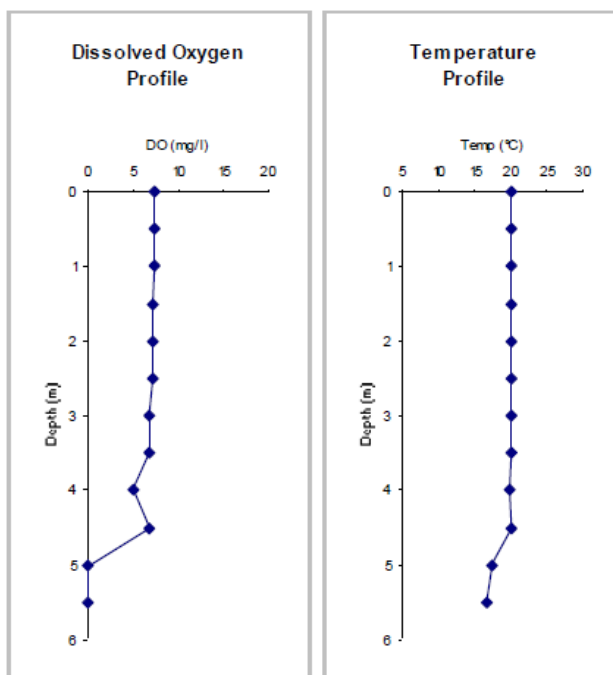 Dissolved Oxygen
Profile
DO (mg/l)
0 5 10 15 20
0
1
2
3
4
5
6
Depth (m)
Temperature
Profile
Temp (°C)
5 10 15 20 25 30
0
1
2
3
4
5
6
Depth (m)